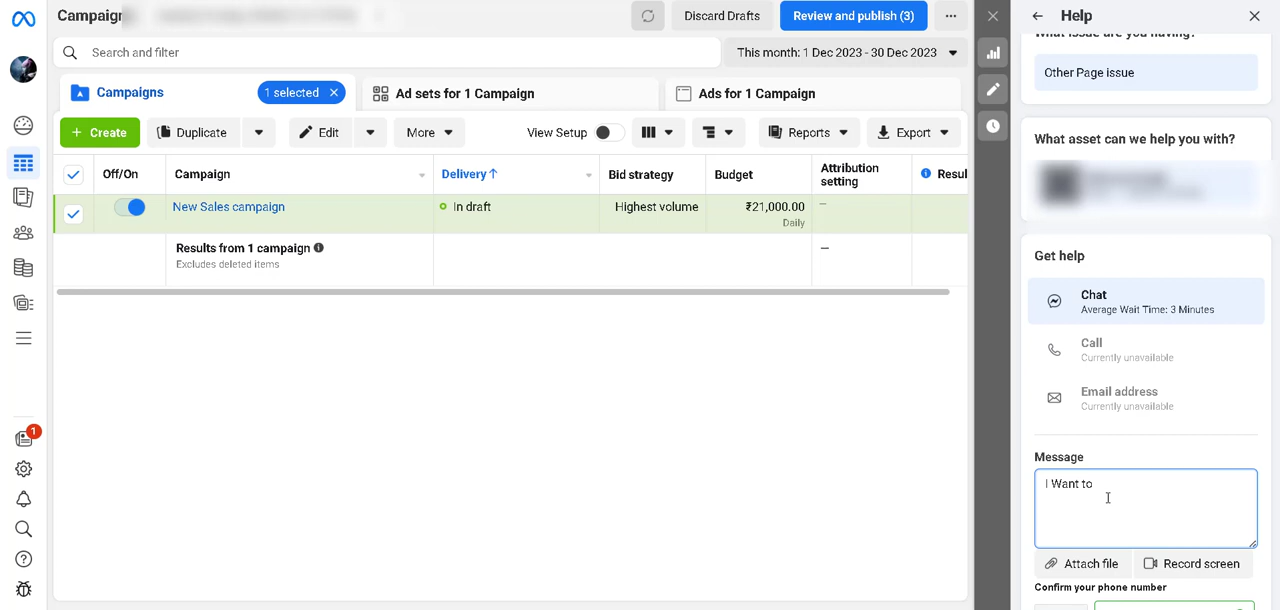 Campaign
Discard Drafts
Review and publish (3)
Search and filter
This month: 1 Dec 2023 - 30 Dec 2023
Campaigns
1 selected
Ad sets for 1 Campaign
Ads for 1 Campaign
+ Create
Duplicate
Edit
More
View Setup
Reports
Export
Off/On
Campaign
Delivery ↑
Bid strategy
Budget
Attribution
setting
Resul
New Sales campaign
In draft
Highest volume
₹21,000.00
Daily
—
Results from 1 campaign
Excludes deleted items
—
1
Help
What issue are you having?
Other Page issue
What asset can we help you with?
Get help
Chat
Average Wait Time: 3 Minutes
Call
Currently unavailable
Email address
Currently unavailable
Message
I Want to
Attach file
Record screen
Confirm your phone number